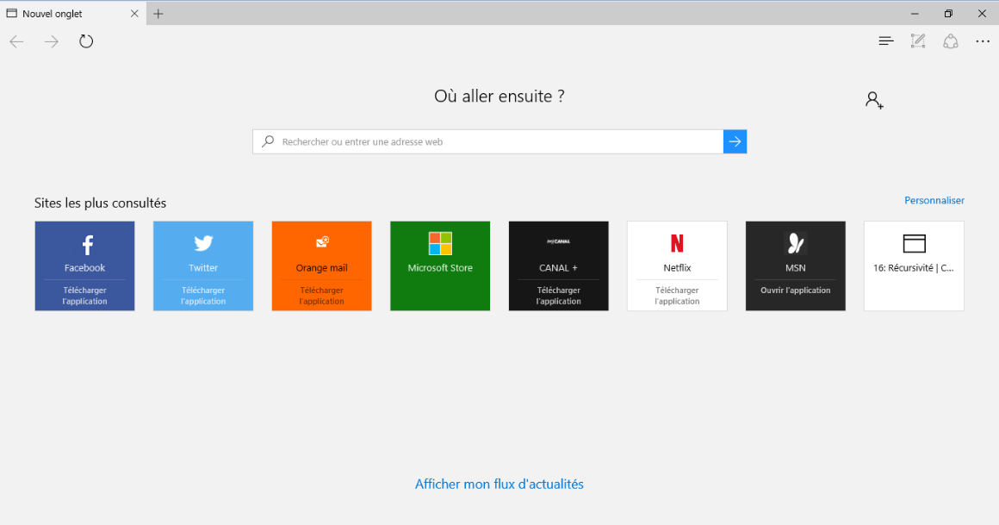 Nouvel onglet
Où aller ensuite ?
Rechercher ou entrer une adresse web
Sites les plus consultés
Personnaliser
Facebook
Télécharger
l'application
Twitter
Télécharger
l'application
Orange mail
Télécharger
l'application
Microsoft Store
CANAL +
Télécharger
l'application
Netflix
Télécharger
l'application
MSN
Ouvrir l'application
16: Récursivité | C...
Afficher mon flux d'actualités